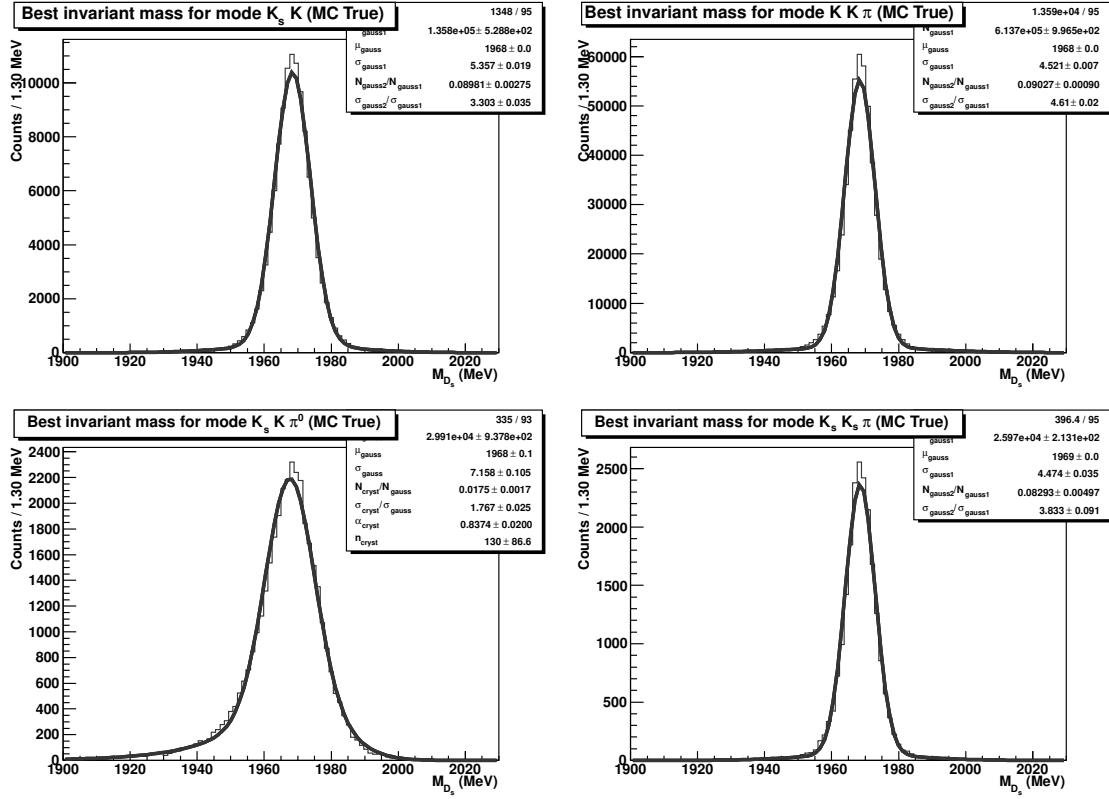 Best invariant mass for mode K_s K (MC True)
1348 / 95
N_gauss1 1.358e+05 ± 5.288e+02
μ_gauss 1968 ± 0.0
σ_gauss1 5.357 ± 0.019
N_gauss2/N_gauss1 0.08981 ± 0.00275
σ_gauss2/σ_gauss1 3.303 ± 0.035
Counts / 1.30 MeV
10000
8000
6000
4000
2000
0
1900 1920 1940 1960 1980 2000 2020
M_Ds (MeV)
Best invariant mass for mode K K π (MC True)
1.359e+04 / 95
N_gauss1 6.137e+05 ± 9.965e+02
μ_gauss 1968 ± 0.0
σ_gauss1 4.521 ± 0.007
N_gauss2/N_gauss1 0.09027 ± 0.00090
σ_gauss2/σ_gauss1 4.61 ± 0.02
Counts / 1.30 MeV
60000
50000
40000
30000
20000
10000
0
1900 1920 1940 1960 1980 2000 2020
M_Ds (MeV)
Best invariant mass for mode K_s K π^0 (MC True)
335 / 93
2.991e+04 ± 9.378e+02
μ_gauss 1968 ± 0.1
σ_gauss 7.158 ± 0.105
N_cryst/N_gauss 0.0175 ± 0.0017
σ_cryst/σ_gauss 1.767 ± 0.025
α_cryst 0.8374 ± 0.0200
n_cryst 130 ± 86.6
Counts / 1.30 MeV
2400
2200
2000
1800
1600
1400
1200
1000
800
600
400
200
0
1900 1920 1940 1960 1980 2000 2020
M_Ds (MeV)
Best invariant mass for mode K_s K_s π (MC True)
396.4 / 95
gauss1 2.597e+04 ± 2.131e+02
μ_gauss 1969 ± 0.0
σ_gauss1 4.474 ± 0.035
N_gauss2/N_gauss1 0.08293 ± 0.00497
σ_gauss2/σ_gauss1 3.833 ± 0.091
Counts / 1.30 MeV
2500
2000
1500
1000
500
0
1900 1920 1940 1960 1980 2000 2020
M_Ds (MeV)